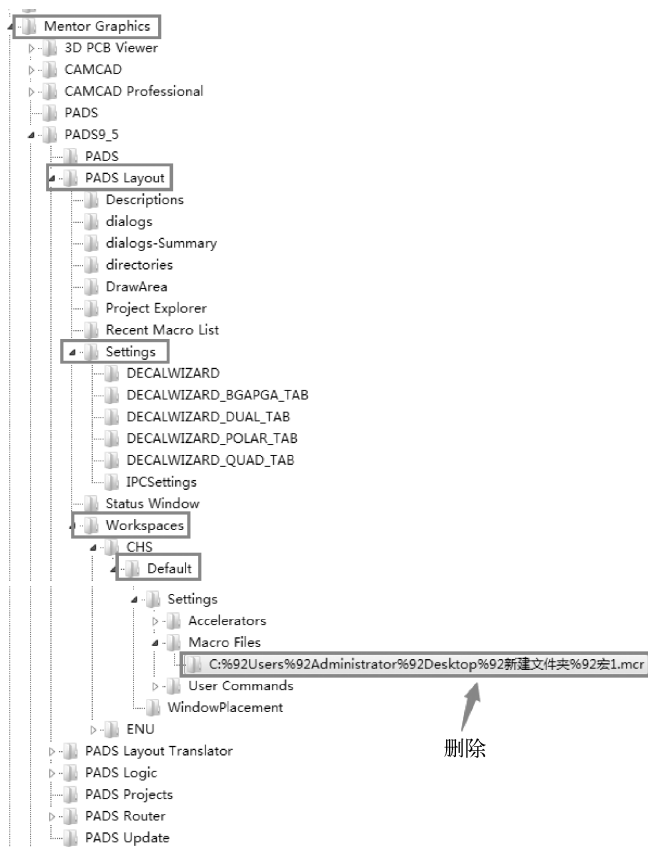 Mentor Graphics
3D PCB Viewer
CAMCAD
CAMCAD Professional
PADS
PADS9_5
PADS
PADS Layout
Descriptions
dialogs
dialogs-Summary
directories
DrawArea
Project Explorer
Recent Macro List
Settings
DECALWIZARD
DECALWIZARD_BGAPGA_TAB
DECALWIZARD_DUAL_TAB
DECALWIZARD_POLAR_TAB
DECALWIZARD_QUAD_TAB
IPCSettings
Status Window
Workspaces
CHS
Default
Settings
Accelerators
Macro Files
C:%92Users%92Administrator%92Desktop%92新建文件夹%92宏1.mcr
User Commands
WindowPlacement
ENU
删除
PADS Layout Translator
PADS Logic
PADS Projects
PADS Router
PADS Update